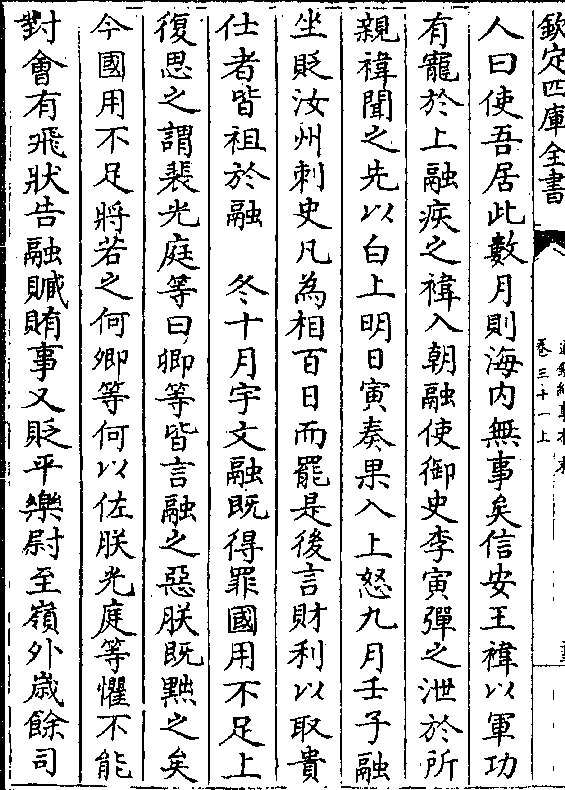 欽定四庫全書
卷三十一上
人曰使吾居此數月則海内無事矣信安王禕以軍功
有寵於上融疾之禕入朝融使御史李寅彈之泄於所
親禕聞之先以白上明日寅奏果入上怒九月壬子融
坐貶汝州刺史凡為相百日而罷是後言財利以取貴
仕者皆祖於融　冬十月宇文融既得罪國用不足上
復思之謂裴光庭等曰卿等皆言融之惡朕既黜之矣
今國用不足將若之何卿等何以佐朕光庭等懼不能
對會有飛狀告融贓賄事又貶平樂尉至嶺外歲餘司